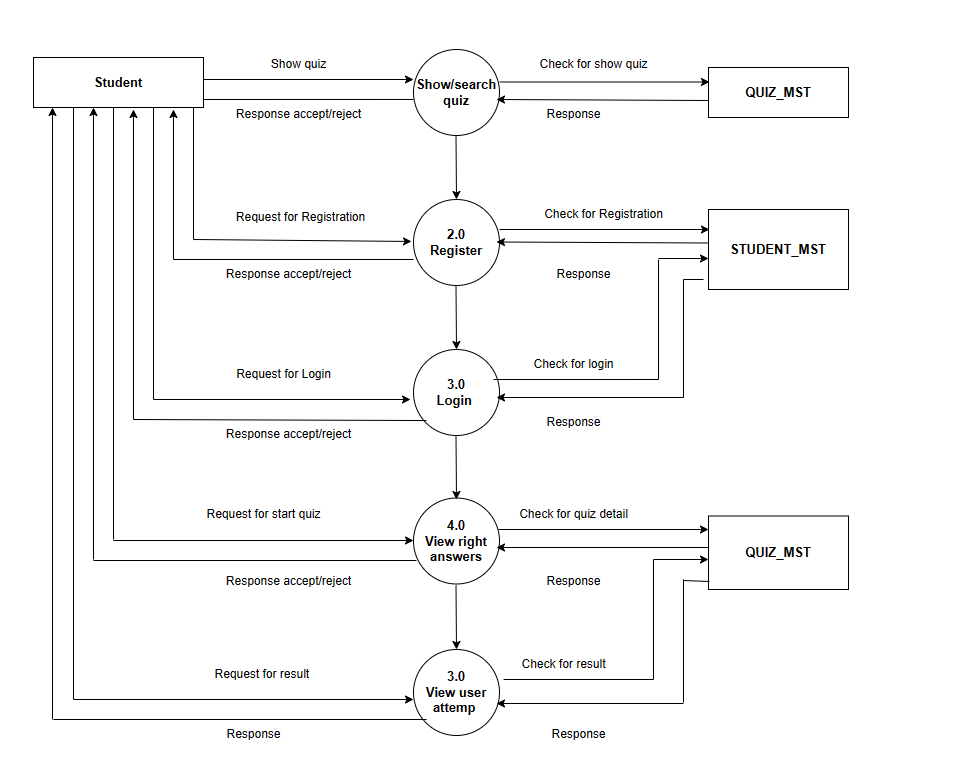 Show quiz
Check for show quiz
Student
Show/search
quiz
QUIZ_MST
Response accept/reject
Response
Request for Registration
Check for Registration
2.0
Register
STUDENT_MST
Response accept/reject
Response
Request for Login
Check for login
3.0
Login
Response accept/reject
Response
Request for start quiz
Check for quiz detail
4.0
View right
answers
QUIZ_MST
Response accept/reject
Response
Request for result
Check for result
3.0
View user
attemp
Response
Response